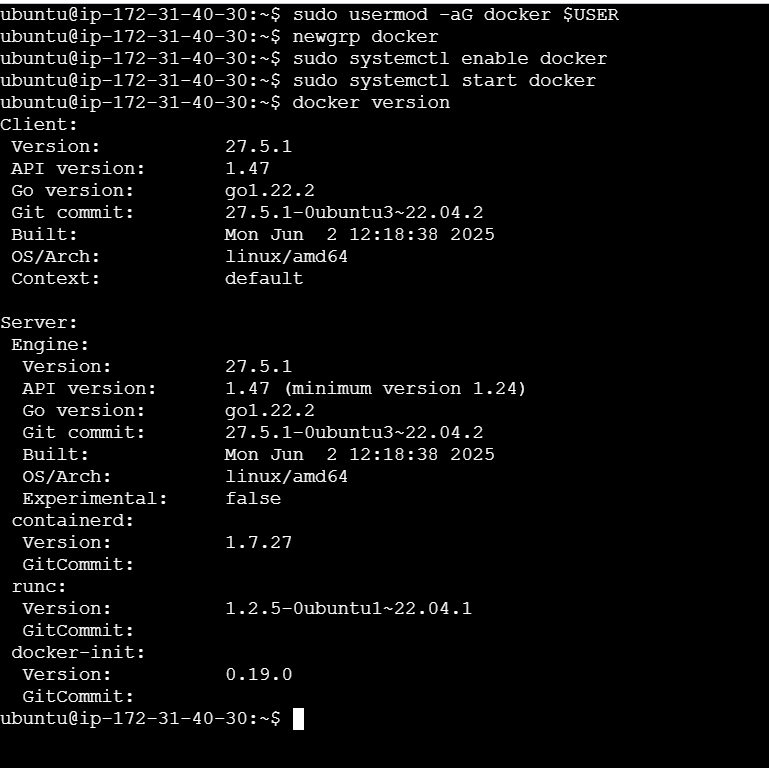 ubuntu@ip-172-31-40-30:~$ sudo usermod -aG docker $USER
ubuntu@ip-172-31-40-30:~$ newgrp docker
ubuntu@ip-172-31-40-30:~$ sudo systemctl enable docker
ubuntu@ip-172-31-40-30:~$ sudo systemctl start docker
ubuntu@ip-172-31-40-30:~$ docker version
Client:
 Version:           27.5.1
 API version:       1.47
 Go version:        go1.22.2
 Git commit:        27.5.1-0ubuntu3~22.04.2
 Built:             Mon Jun  2 12:18:38 2025
 OS/Arch:           linux/amd64
 Context:           default

Server:
 Engine:
  Version:          27.5.1
  API version:      1.47 (minimum version 1.24)
  Go version:       go1.22.2
  Git commit:       27.5.1-0ubuntu3~22.04.2
  Built:            Mon Jun  2 12:18:38 2025
  OS/Arch:          linux/amd64
  Experimental:     false
 containerd:
  Version:          1.7.27
  GitCommit:
 runc:
  Version:          1.2.5-0ubuntu1~22.04.1
  GitCommit:
 docker-init:
  Version:          0.19.0
  GitCommit:
ubuntu@ip-172-31-40-30:~$